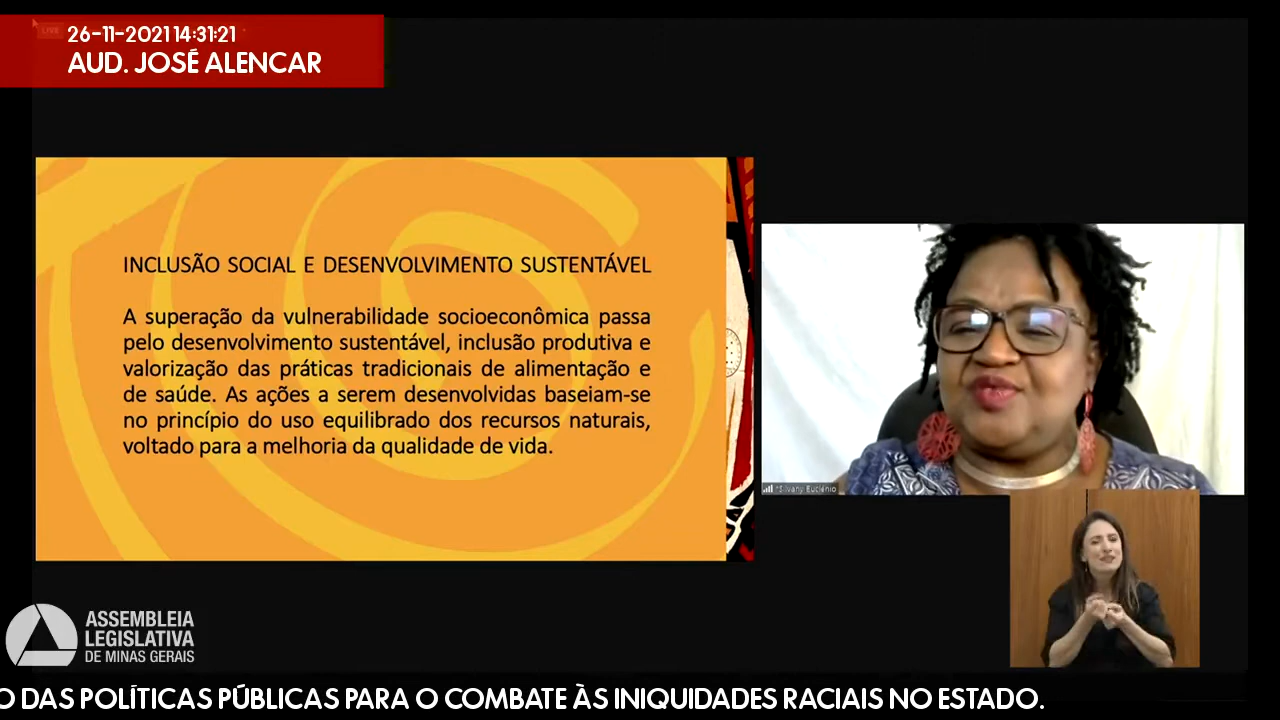 LIVE
26-11-2021 14:31:21
AUD. JOSÉ ALENCAR
INCLUSÃO SOCIAL E DESENVOLVIMENTO SUSTENTÁVEL
A superação da vulnerabilidade socioeconômica passa
pelo desenvolvimento sustentável, inclusão produtiva e
valorização das práticas tradicionais de alimentação e
de saúde. As ações a serem desenvolvidas baseiam-se
no princípio do uso equilibrado dos recursos naturais,
voltado para a melhoria da qualidade de vida.
Silvany Euclênio
ASSEMBLEIA
LEGISLATIVA
DE MINAS GERAIS
O DAS POLÍTICAS PÚBLICAS PARA O COMBATE ÀS INIQUIDADES RACIAIS NO ESTADO.